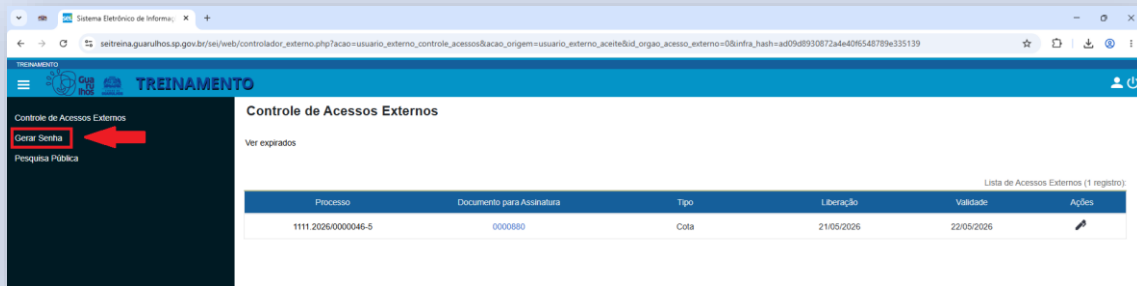 Sistema Eletrônico de Informaç
seitreina.guarulhos.sp.gov.br/sei/web/controlador_externo.php?acao=usuario_externo_controle_acessos&acao_origem=usuario_externo_aceite&id_orgao_acesso_externo=0&infra_hash=ad09d8930872a4e40f6548789e335139
TREINAMENTO
Gua
ru
lhos
TREINAMENTO
Controle de Acessos Externos
Gerar Senha
Pesquisa Pública
Controle de Acessos Externos
Ver expirados
Lista de Acessos Externos (1 registro):
Processo Documento para Assinatura Tipo Liberação Validade Ações
1111.2026/0000046-5 0000880 Cota 21/05/2026 22/05/2026